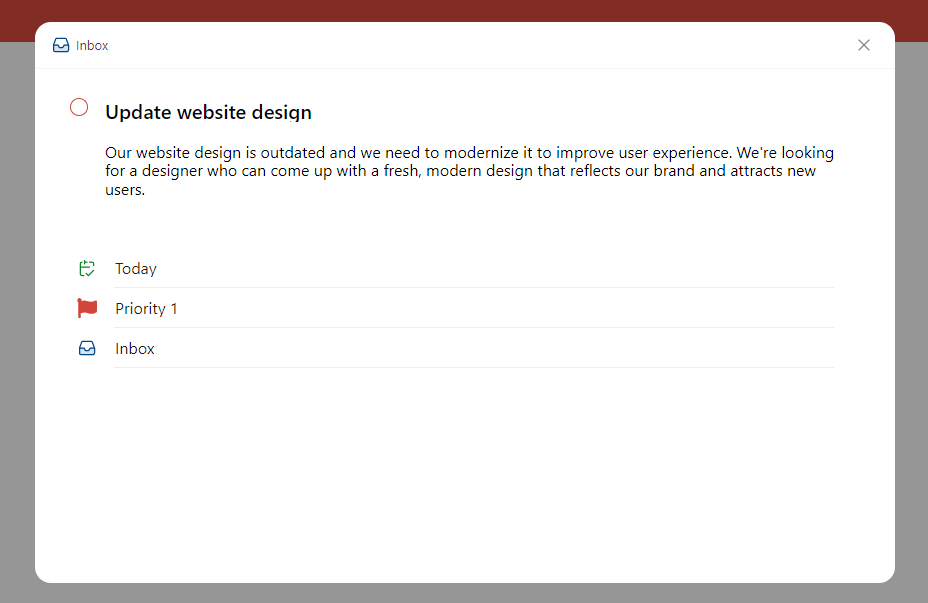 Inbox
Update website design
Our website design is outdated and we need to modernize it to improve user experience. We're looking
for a designer who can come up with a fresh, modern design that reflects our brand and attracts new
users.
Today
Priority 1
Inbox